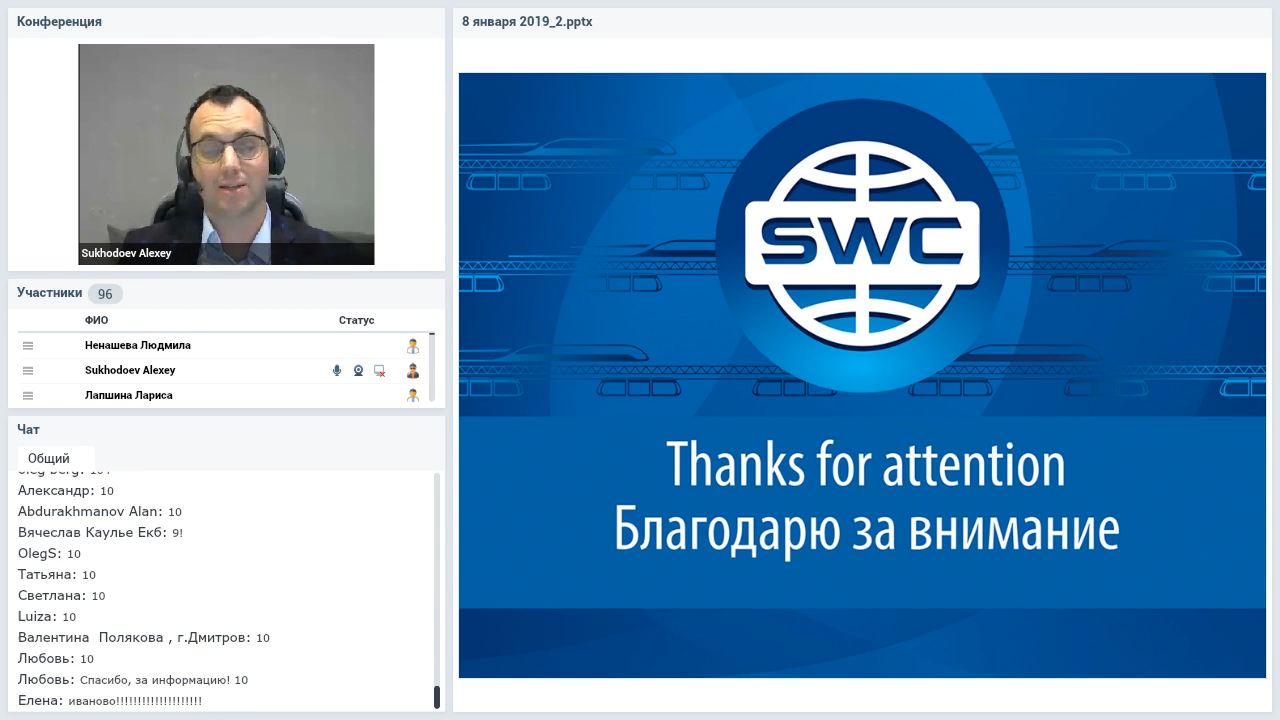 Конференция
Sukhodoev Alexey
Участники 96
ФИО Статус
Ненашева Людмила
Sukhodoev Alexey
Лапшина Лариса
Чат
Общий
Александр: 10
Abdurakhmanov Alan: 10
Вячеслав Каулье Екб: 9!
OlegS: 10
Татьяна: 10
Светлана: 10
Luiza: 10
Валентина Полякова , г.Дмитров: 10
Любовь: 10
Любовь: Спасибо, за информацию! 10
Елена: иваново!!!!!!!!!!!!!!!!!!!!
8 января 2019_2.pptx
SWC
Thanks for attention
Благодарю за внимание